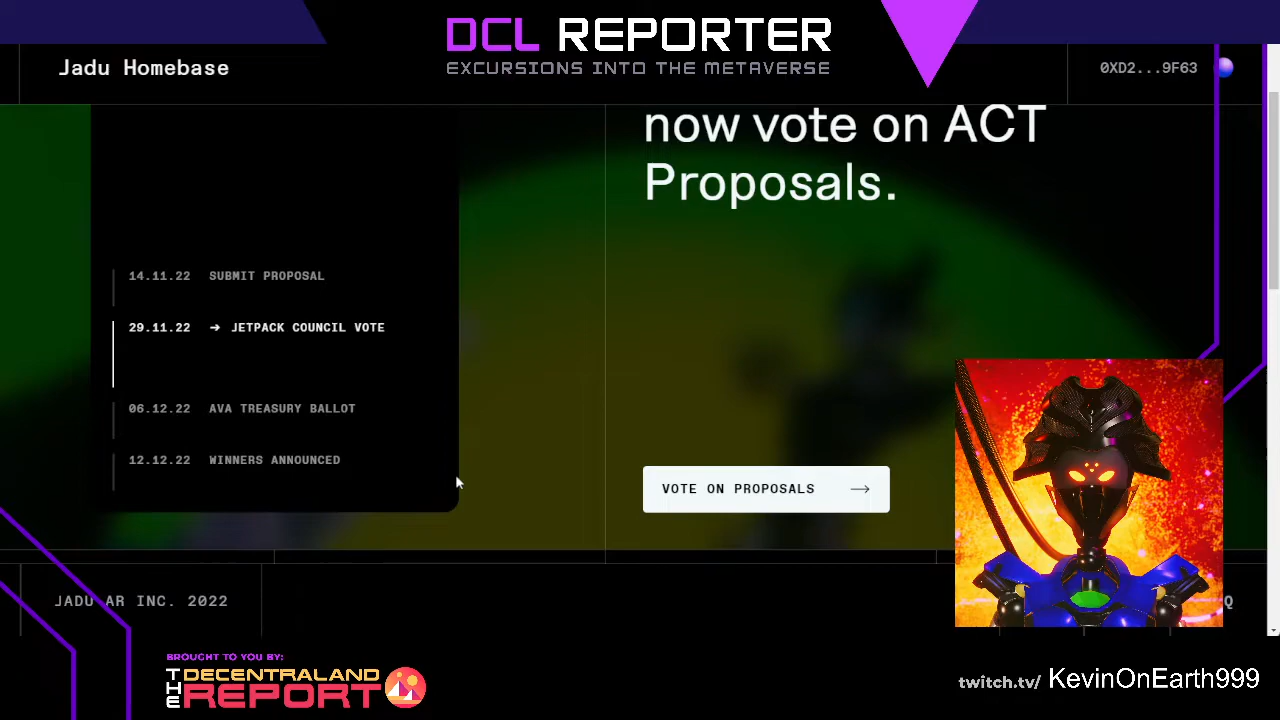 DCL REPORTER
EXCURSIONS INTO THE METAVERSE
Jadu Homebase
0XD2...9F63
now vote on ACT
Proposals.
14.11.22 SUBMIT PROPOSAL
29.11.22 → JETPACK COUNCIL VOTE
06.12.22 AVA TREASURY BALLOT
12.12.22 WINNERS ANNOUNCED
VOTE ON PROPOSALS →
JADU AR INC. 2022
Q
BROUGHT TO YOU BY:
THE DECENTRALAND
REPORT
twitch.tv/ KevinOnEarth999